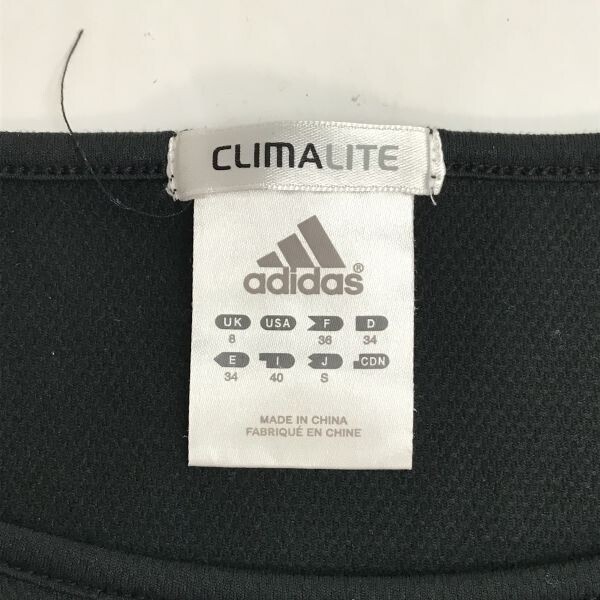 CLIMALITE
adidas®
UK USA F D
8 36 34
E I J CDN
34 40 S
MADE IN CHINA
FABRIQUÉ EN CHINE